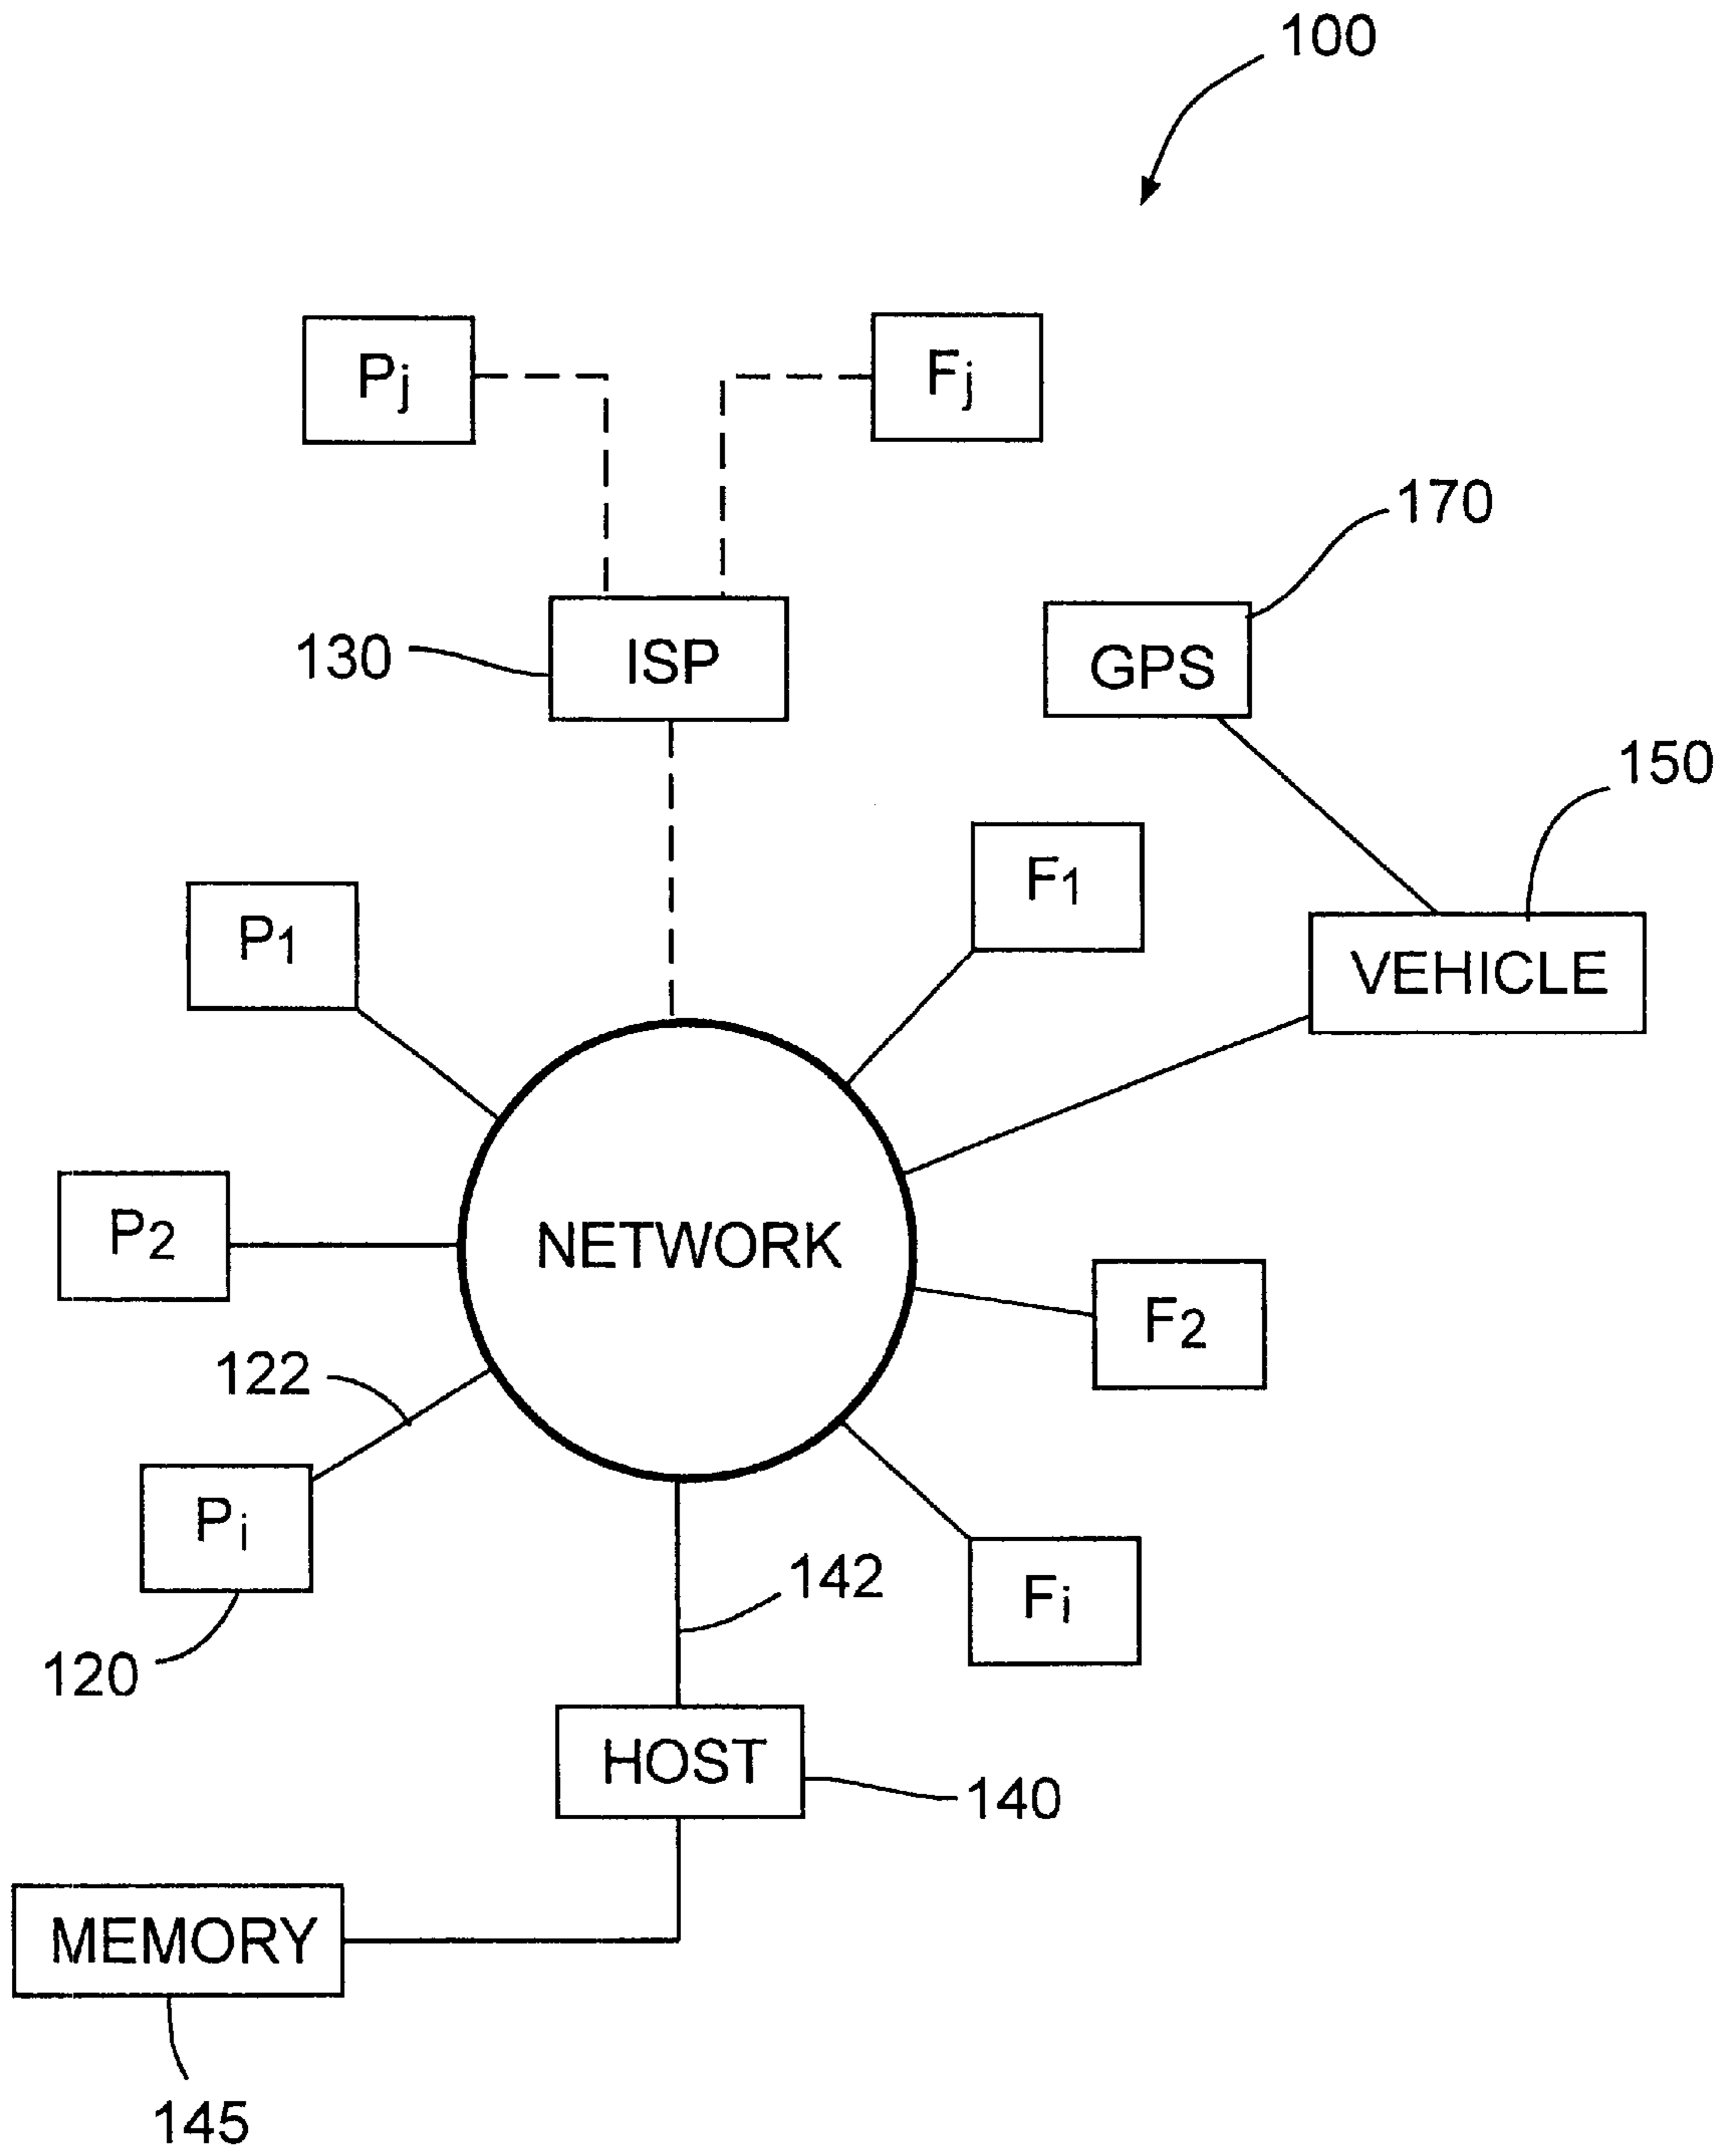 100
Pj
Fj
170
130
ISP
GPS
150
F1
P1
VEHICLE
P2
NETWORK
F2
122
Pi
142
Fi
120
HOST
140
MEMORY
145